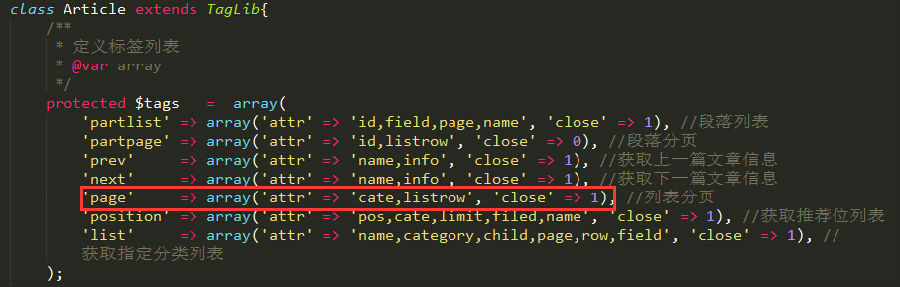 class Article extends TagLib{
/**
* 定义标签列表
* @var array
*/
protected $tags = array(
'partlist' => array('attr' => 'id,field,page,name', 'close' => 1), //段落列表
'partpage' => array('attr' => 'id,listrow', 'close' => 0), //段落分页
'prev' => array('attr' => 'name,info', 'close' => 1), //获取上一篇文章信息
'next' => array('attr' => 'name,info', 'close' => 1), //获取下一篇文章信息
'page' => array('attr' => 'cate,listrow', 'close' => 1), //列表分页
'position' => array('attr' => 'pos,cate,limit,filed,name', 'close' => 1), //获取推荐位列表
'list' => array('attr' => 'name,category,child,page,row,field', 'close' => 1), //
获取指定分类列表
);